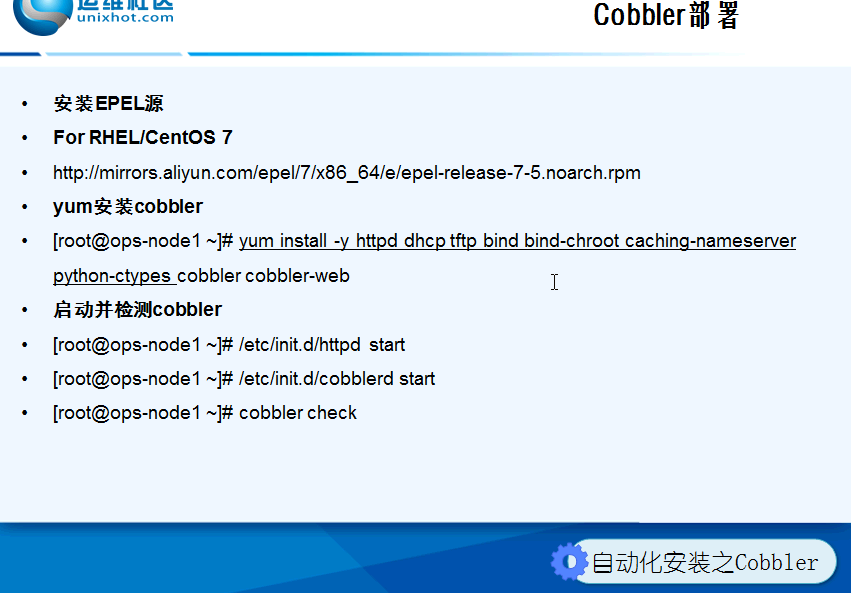 运维社区
unixhot.com
Cobbler部署
• 安装EPEL源
• For RHEL/CentOS 7
• http://mirrors.aliyun.com/epel/7/x86_64/e/epel-release-7-5.noarch.rpm
• yum安装cobbler
• [root@ops-node1 ~]# yum install -y httpd dhcp tftp bind bind-chroot caching-nameserver
python-ctypes cobbler cobbler-web
• 启动并检测cobbler
• [root@ops-node1 ~]# /etc/init.d/httpd start
• [root@ops-node1 ~]# /etc/init.d/cobblerd start
• [root@ops-node1 ~]# cobbler check
自动化安装之Cobbler